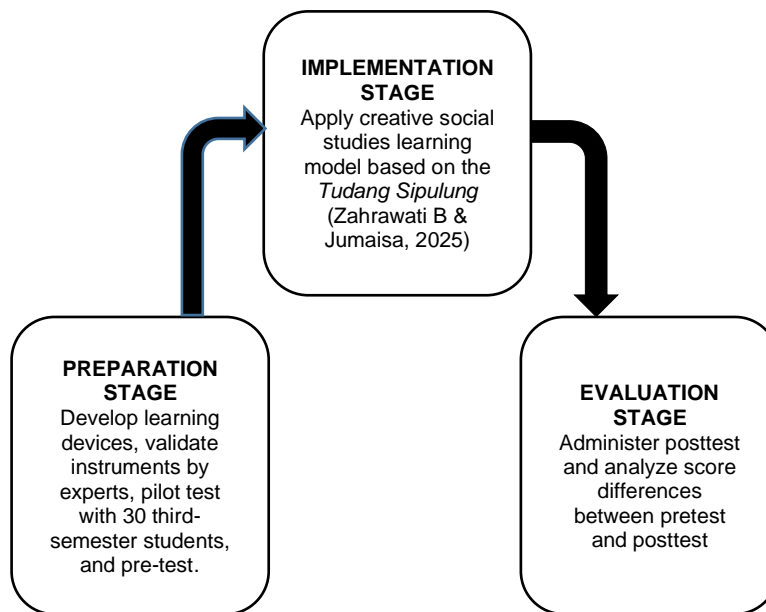 IMPLEMENTATION
STAGE
Apply creative social
studies learning
model based on the
Tudang Sipulung
(Zahrawati B &
Jumaisa, 2025)
PREPARATION
STAGE
Develop learning
devices, validate
instruments by
experts, pilot test
with 30 third-
semester students,
and pre-test.
EVALUATION
STAGE
Administer posttest
and analyze score
differences
between pretest
and posttest